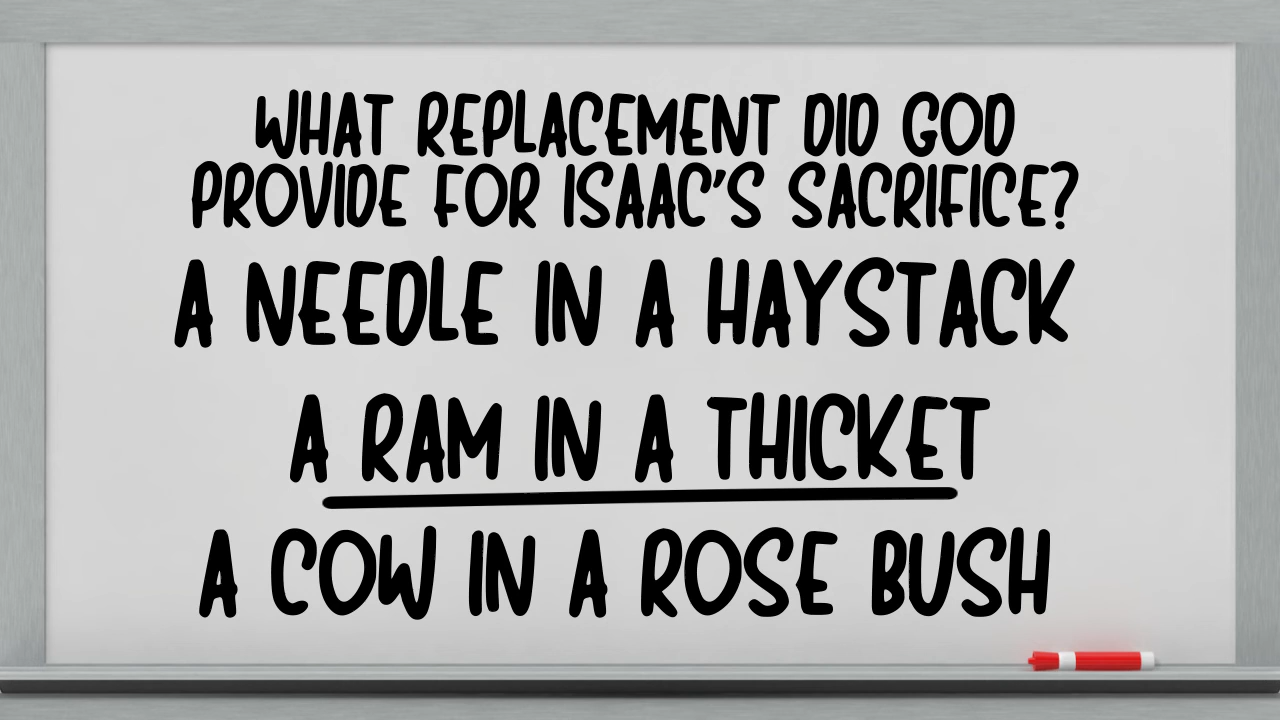 WHAT REPLACEMENT DID GOD
PROVIDE FOR ISAAC'S SACRIFICE?
A NEEDLE IN A HAYSTACK
A RAM IN A THICKET
A COW IN A ROSE BUSH